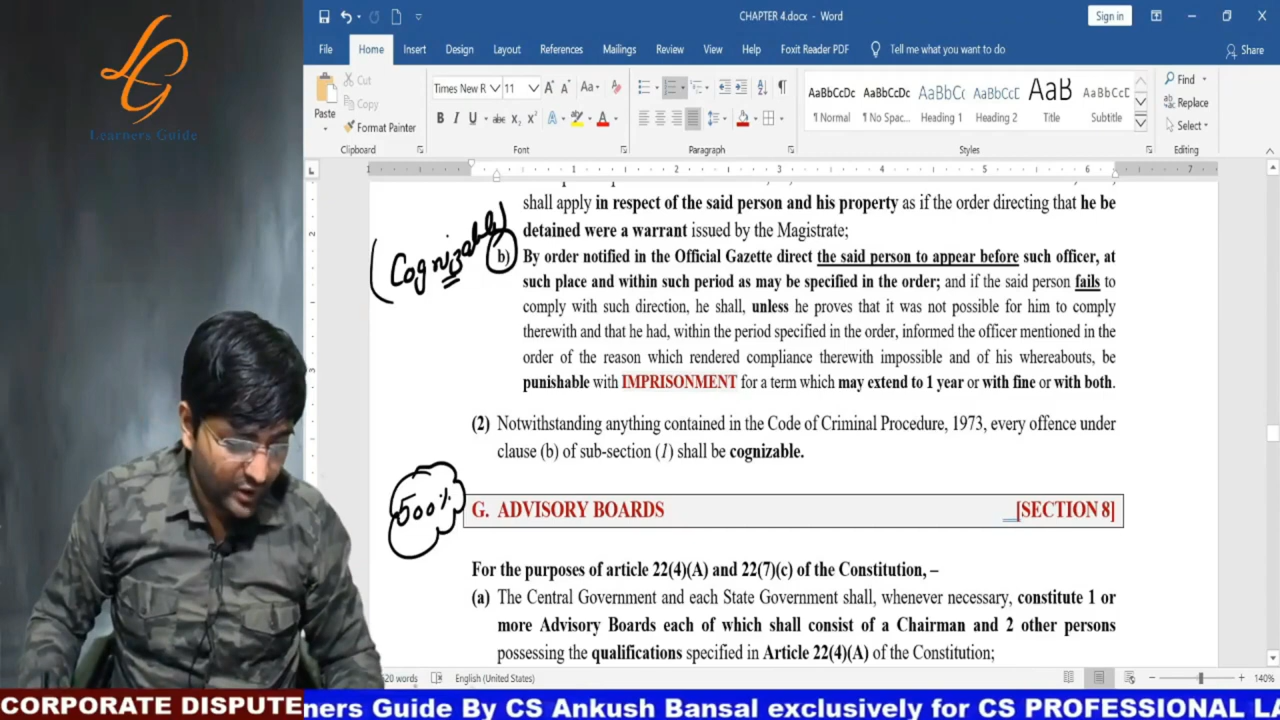 LG
Learners Guide
CHAPTER 4.docx - Word
Sign in
File Home Insert Design Layout References Mailings Review View Help Foxit Reader PDF Tell me what you want to do Share
Paste
Cut
Copy
Format Painter
Clipboard
Times New R 11
Font
Paragraph
AaBbCcDc AaBbCcDc AaBbCc AaBbCcD AaB AaBbCcD
¶ Normal ¶ No Spac... Heading 1 Heading 2 Title Subtitle
Styles
Find
Replace
Select
Editing
1 1 2 3 4 5 6 7
shall apply in respect of the said person and his property as if the order directing that he be
detained were a warrant issued by the Magistrate;
(Cognizable)
b) By order notified in the Official Gazette direct the said person to appear before such officer, at
such place and within such period as may be specified in the order; and if the said person fails to
comply with such direction, he shall, unless he proves that it was not possible for him to comply
therewith and that he had, within the period specified in the order, informed the officer mentioned in the
order of the reason which rendered compliance therewith impossible and of his whereabouts, be
punishable with IMPRISONMENT for a term which may extend to 1 year or with fine or with both.
(2) Notwithstanding anything contained in the Code of Criminal Procedure, 1973, every offence under
clause (b) of sub-section (1) shall be cognizable.
500%
G. ADVISORY BOARDS [SECTION 8]
For the purposes of article 22(4)(A) and 22(7)(c) of the Constitution, –
(a) The Central Government and each State Government shall, whenever necessary, constitute 1 or
more Advisory Boards each of which shall consist of a Chairman and 2 other persons
possessing the qualifications specified in Article 22(4)(A) of the Constitution;
words English (United States) 140%
CORPORATE DISPUTE
ners Guide By CS Ankush Bansal exclusively for CS PROFESSIONAL LA